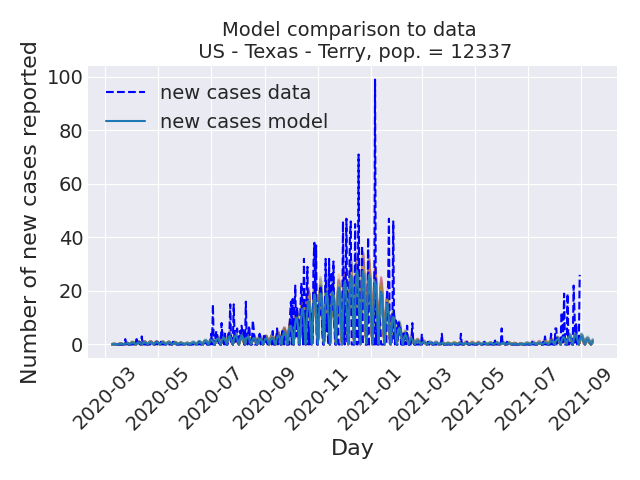 Model comparison to data
US - Texas - Terry, pop. = 12337
Number of new cases reported
100
80
60
40
20
0
new cases data
new cases model
2020-03
2020-05
2020-07
2020-09
2020-11
2021-01
2021-03
2021-05
2021-07
2021-09
Day